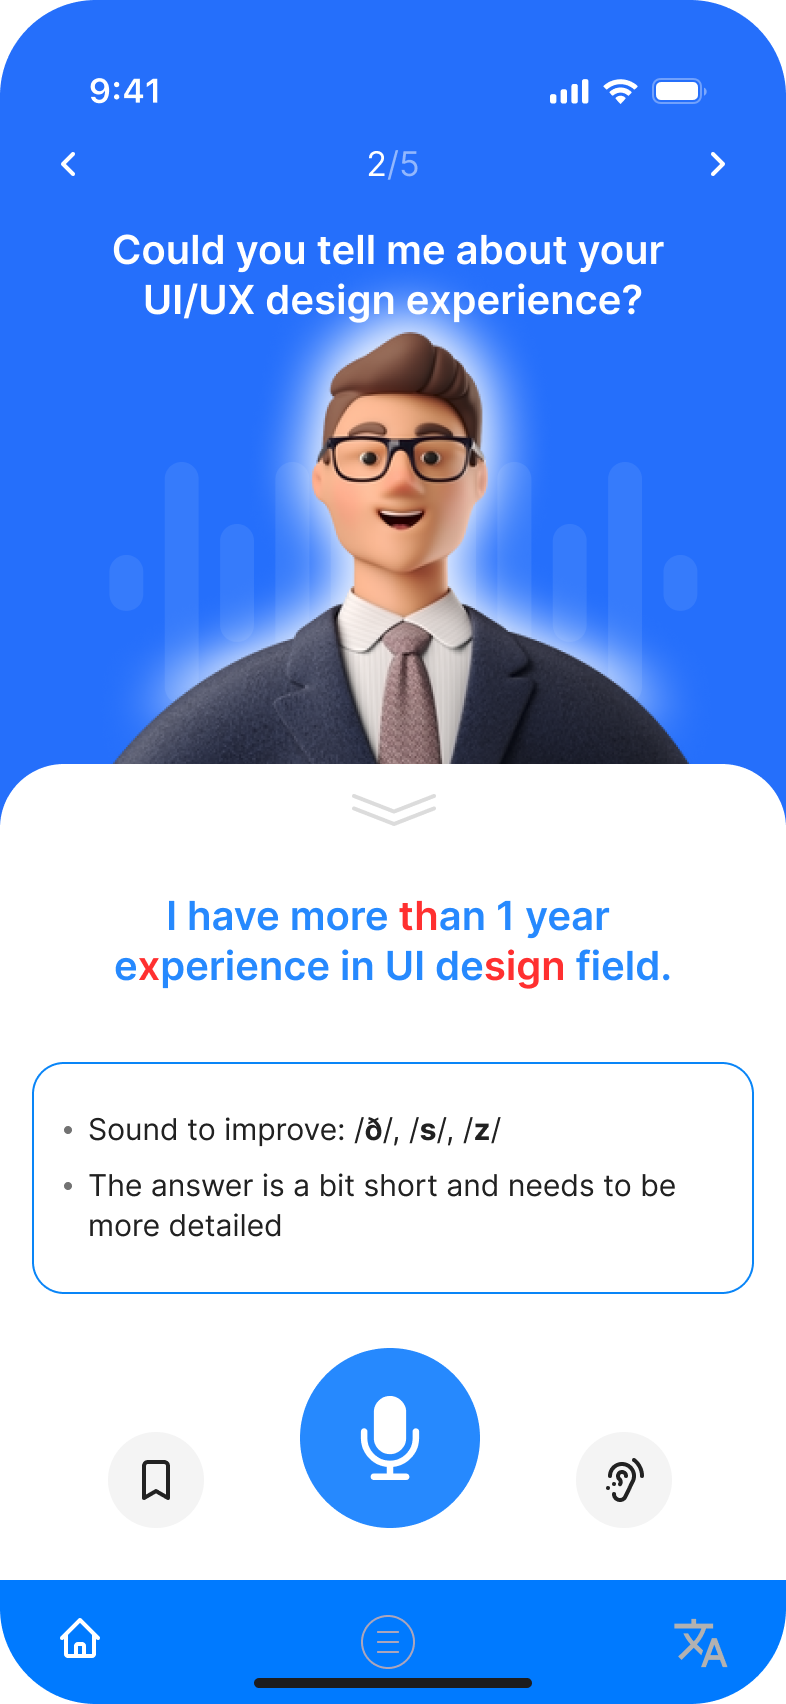 9:41
2/5
Could you tell me about your
UI/UX design experience?
I have more than 1 year
experience in UI design field.
• Sound to improve: /ð/, /s/, /z/
• The answer is a bit short and needs to be
more detailed